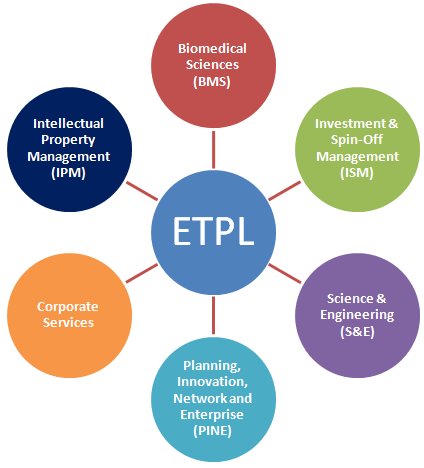 Biomedical
Sciences
(BMS)
Intellectual
Property
Management
(IPM)
Investment &
Spin-Off
Management
(ISM)
ETPL
Corporate
Services
Science &
Engineering
(S&E)
Planning,
Innovation,
Network and
Enterprise
(PINE)